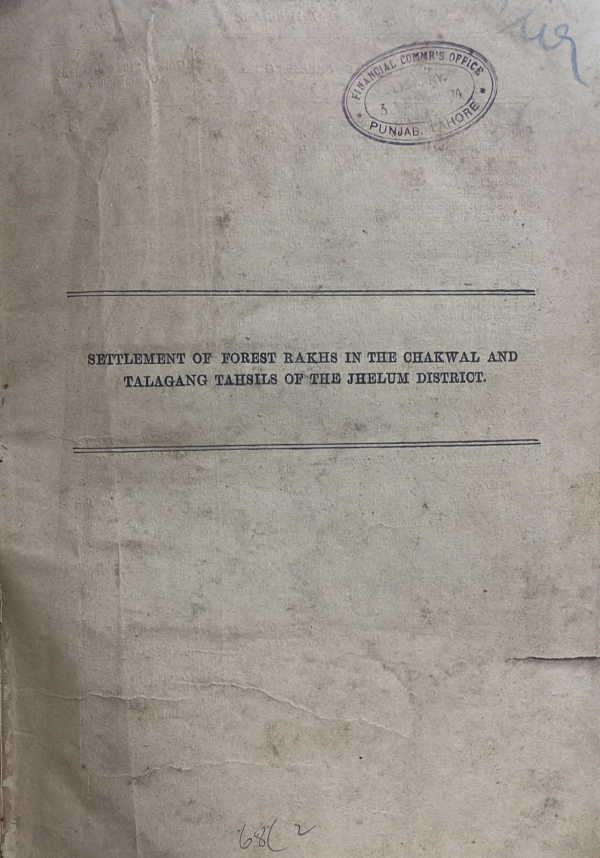 FINANCIAL COMMR'S OFFICE
PUNJAB, LAHORE
SETTLEMENT OF FOREST RAKHS IN THE CHAKWAL AND
TALAGANG TAHSILS OF THE JHELUM DISTRICT.